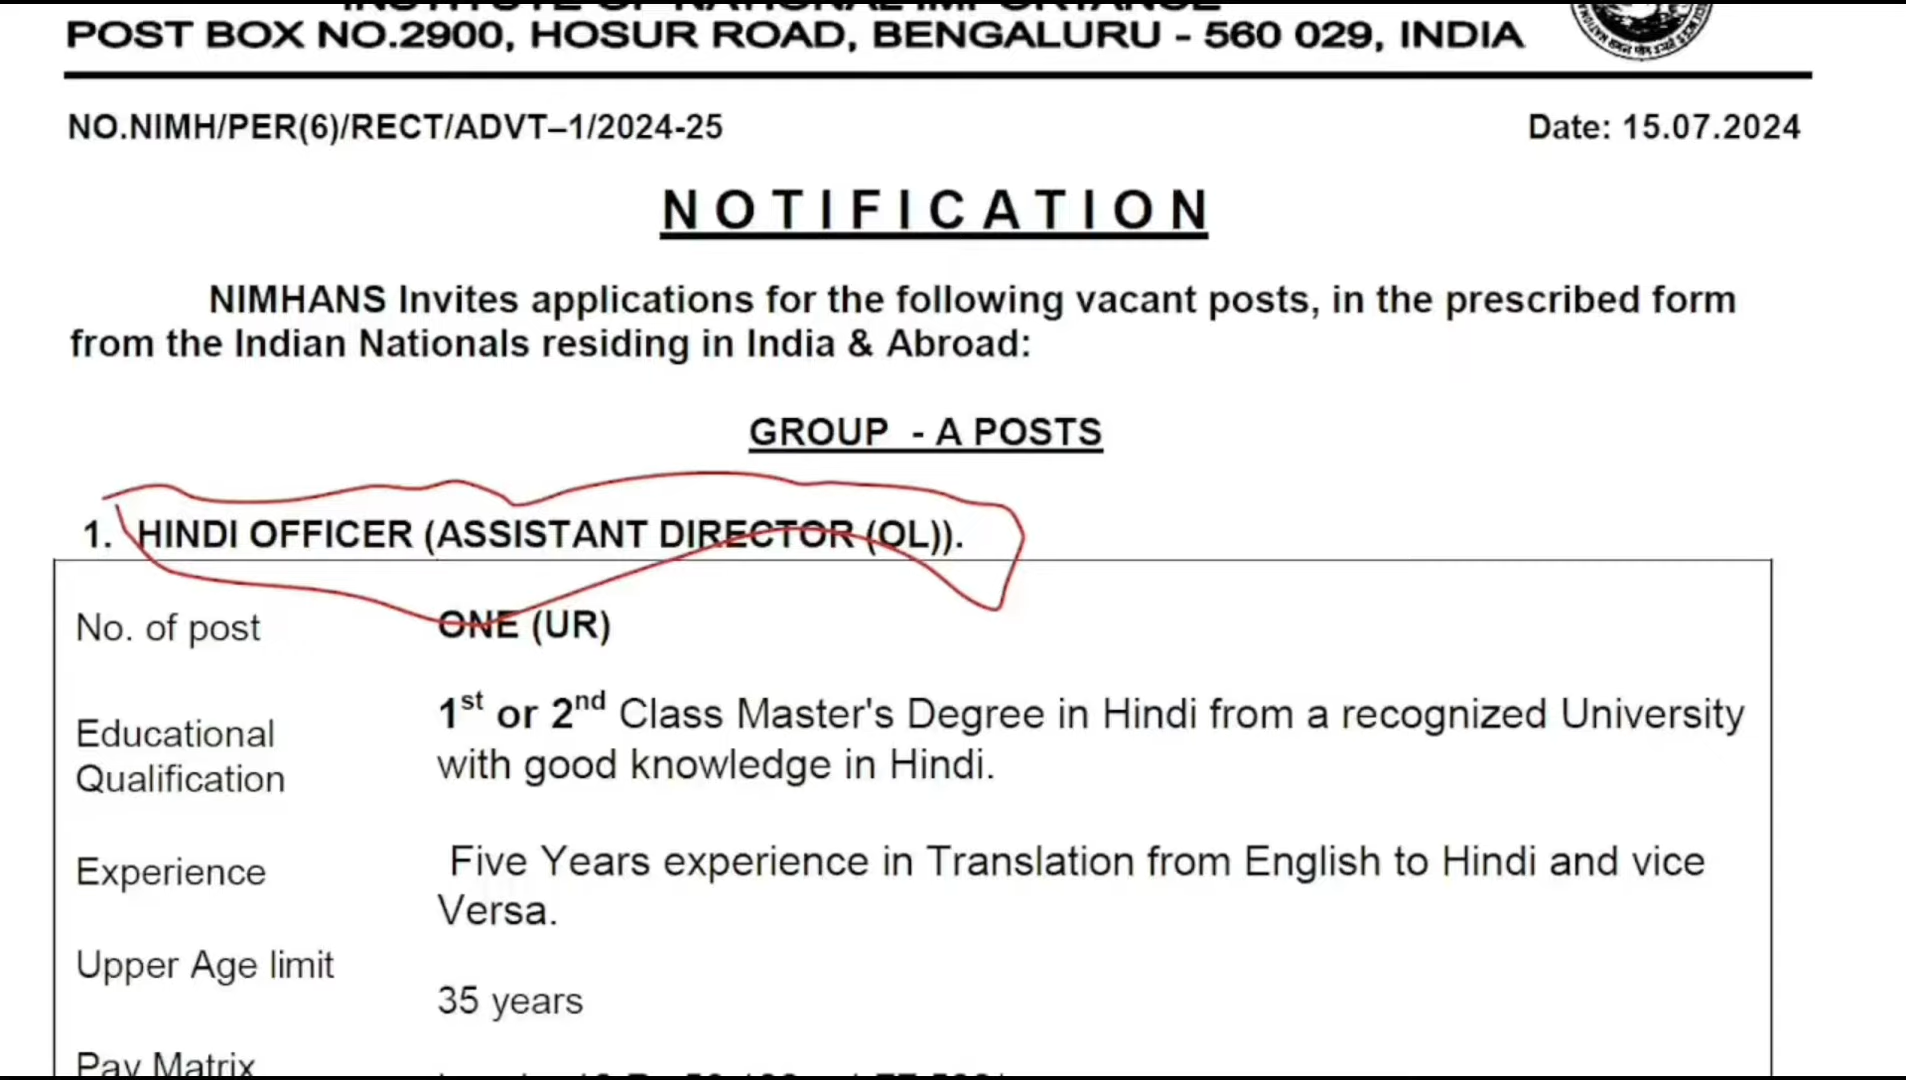 INSTITUTE OF NATIONAL IMPORTANCE
POST BOX NO.2900, HOSUR ROAD, BENGALURU - 560 029, INDIA
NO.NIMH/PER(6)/RECT/ADVT–1/2024-25
Date: 15.07.2024
NOTIFICATION
NIMHANS Invites applications for the following vacant posts, in the prescribed form
from the Indian Nationals residing in India & Abroad:
GROUP - A POSTS
1. HINDI OFFICER (ASSISTANT DIRECTOR (OL)).
No. of post
ONE (UR)
Educational
Qualification
1st or 2nd Class Master's Degree in Hindi from a recognized University
with good knowledge in Hindi.
Experience
Five Years experience in Translation from English to Hindi and vice
Versa.
Upper Age limit
35 years
Pay Matrix